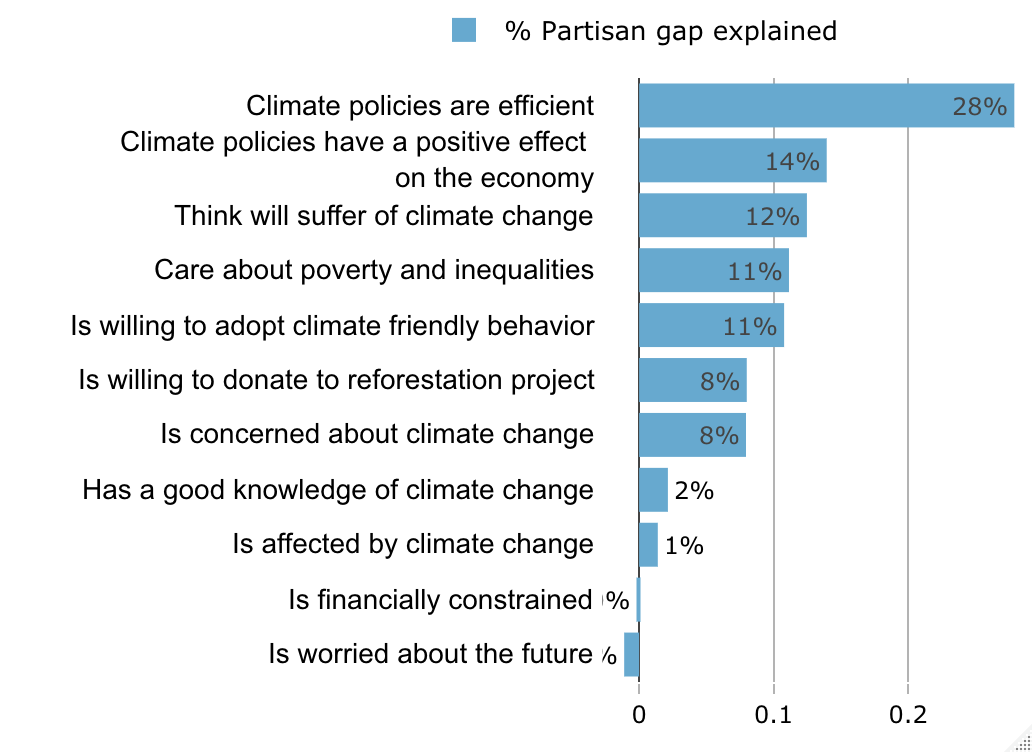 % Partisan gap explained
Climate policies are efficient
28%
Climate policies have a positive effect
on the economy
14%
Think will suffer of climate change
12%
Care about poverty and inequalities
11%
Is willing to adopt climate friendly behavior
11%
Is willing to donate to reforestation project
8%
Is concerned about climate change
8%
Has a good knowledge of climate change
2%
Is affected by climate change
1%
Is financially constrained
%
Is worried about the future
%
0 0.1 0.2